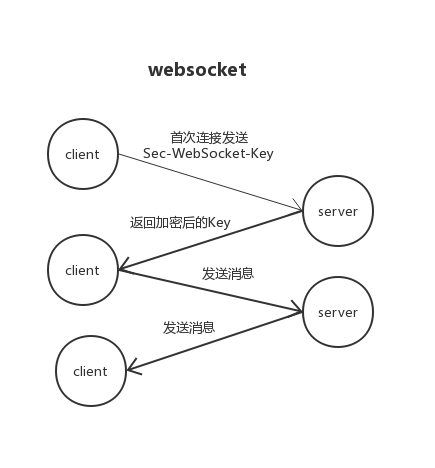 websocket
首次连接发送
Sec-WebSocket-Key
client
server
返回加密后的Key
client
发送消息
server
发送消息
client